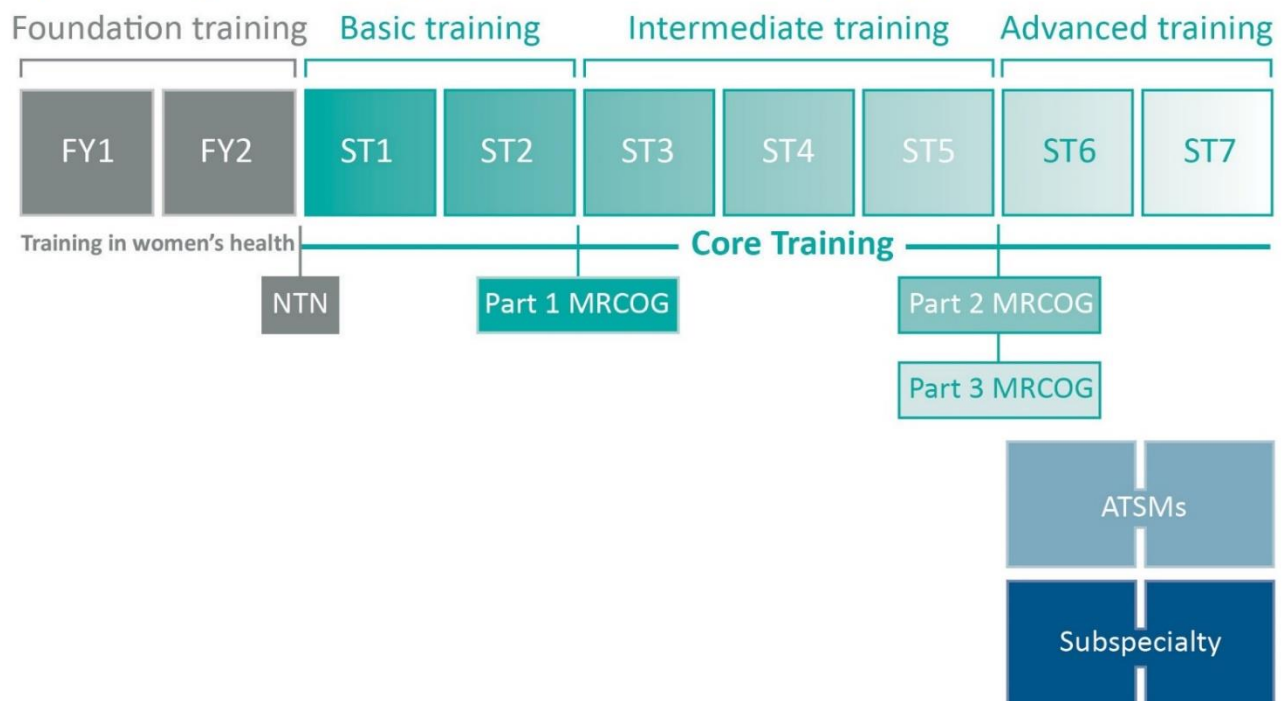 Foundation training Basic training Intermediate training Advanced training
FY1 FY2 ST1 ST2 ST3 ST4 ST5 ST6 ST7
Training in women's health Core Training
NTN Part 1 MRCOG Part 2 MRCOG
Part 3 MRCOG
ATSMs
Subspecialty